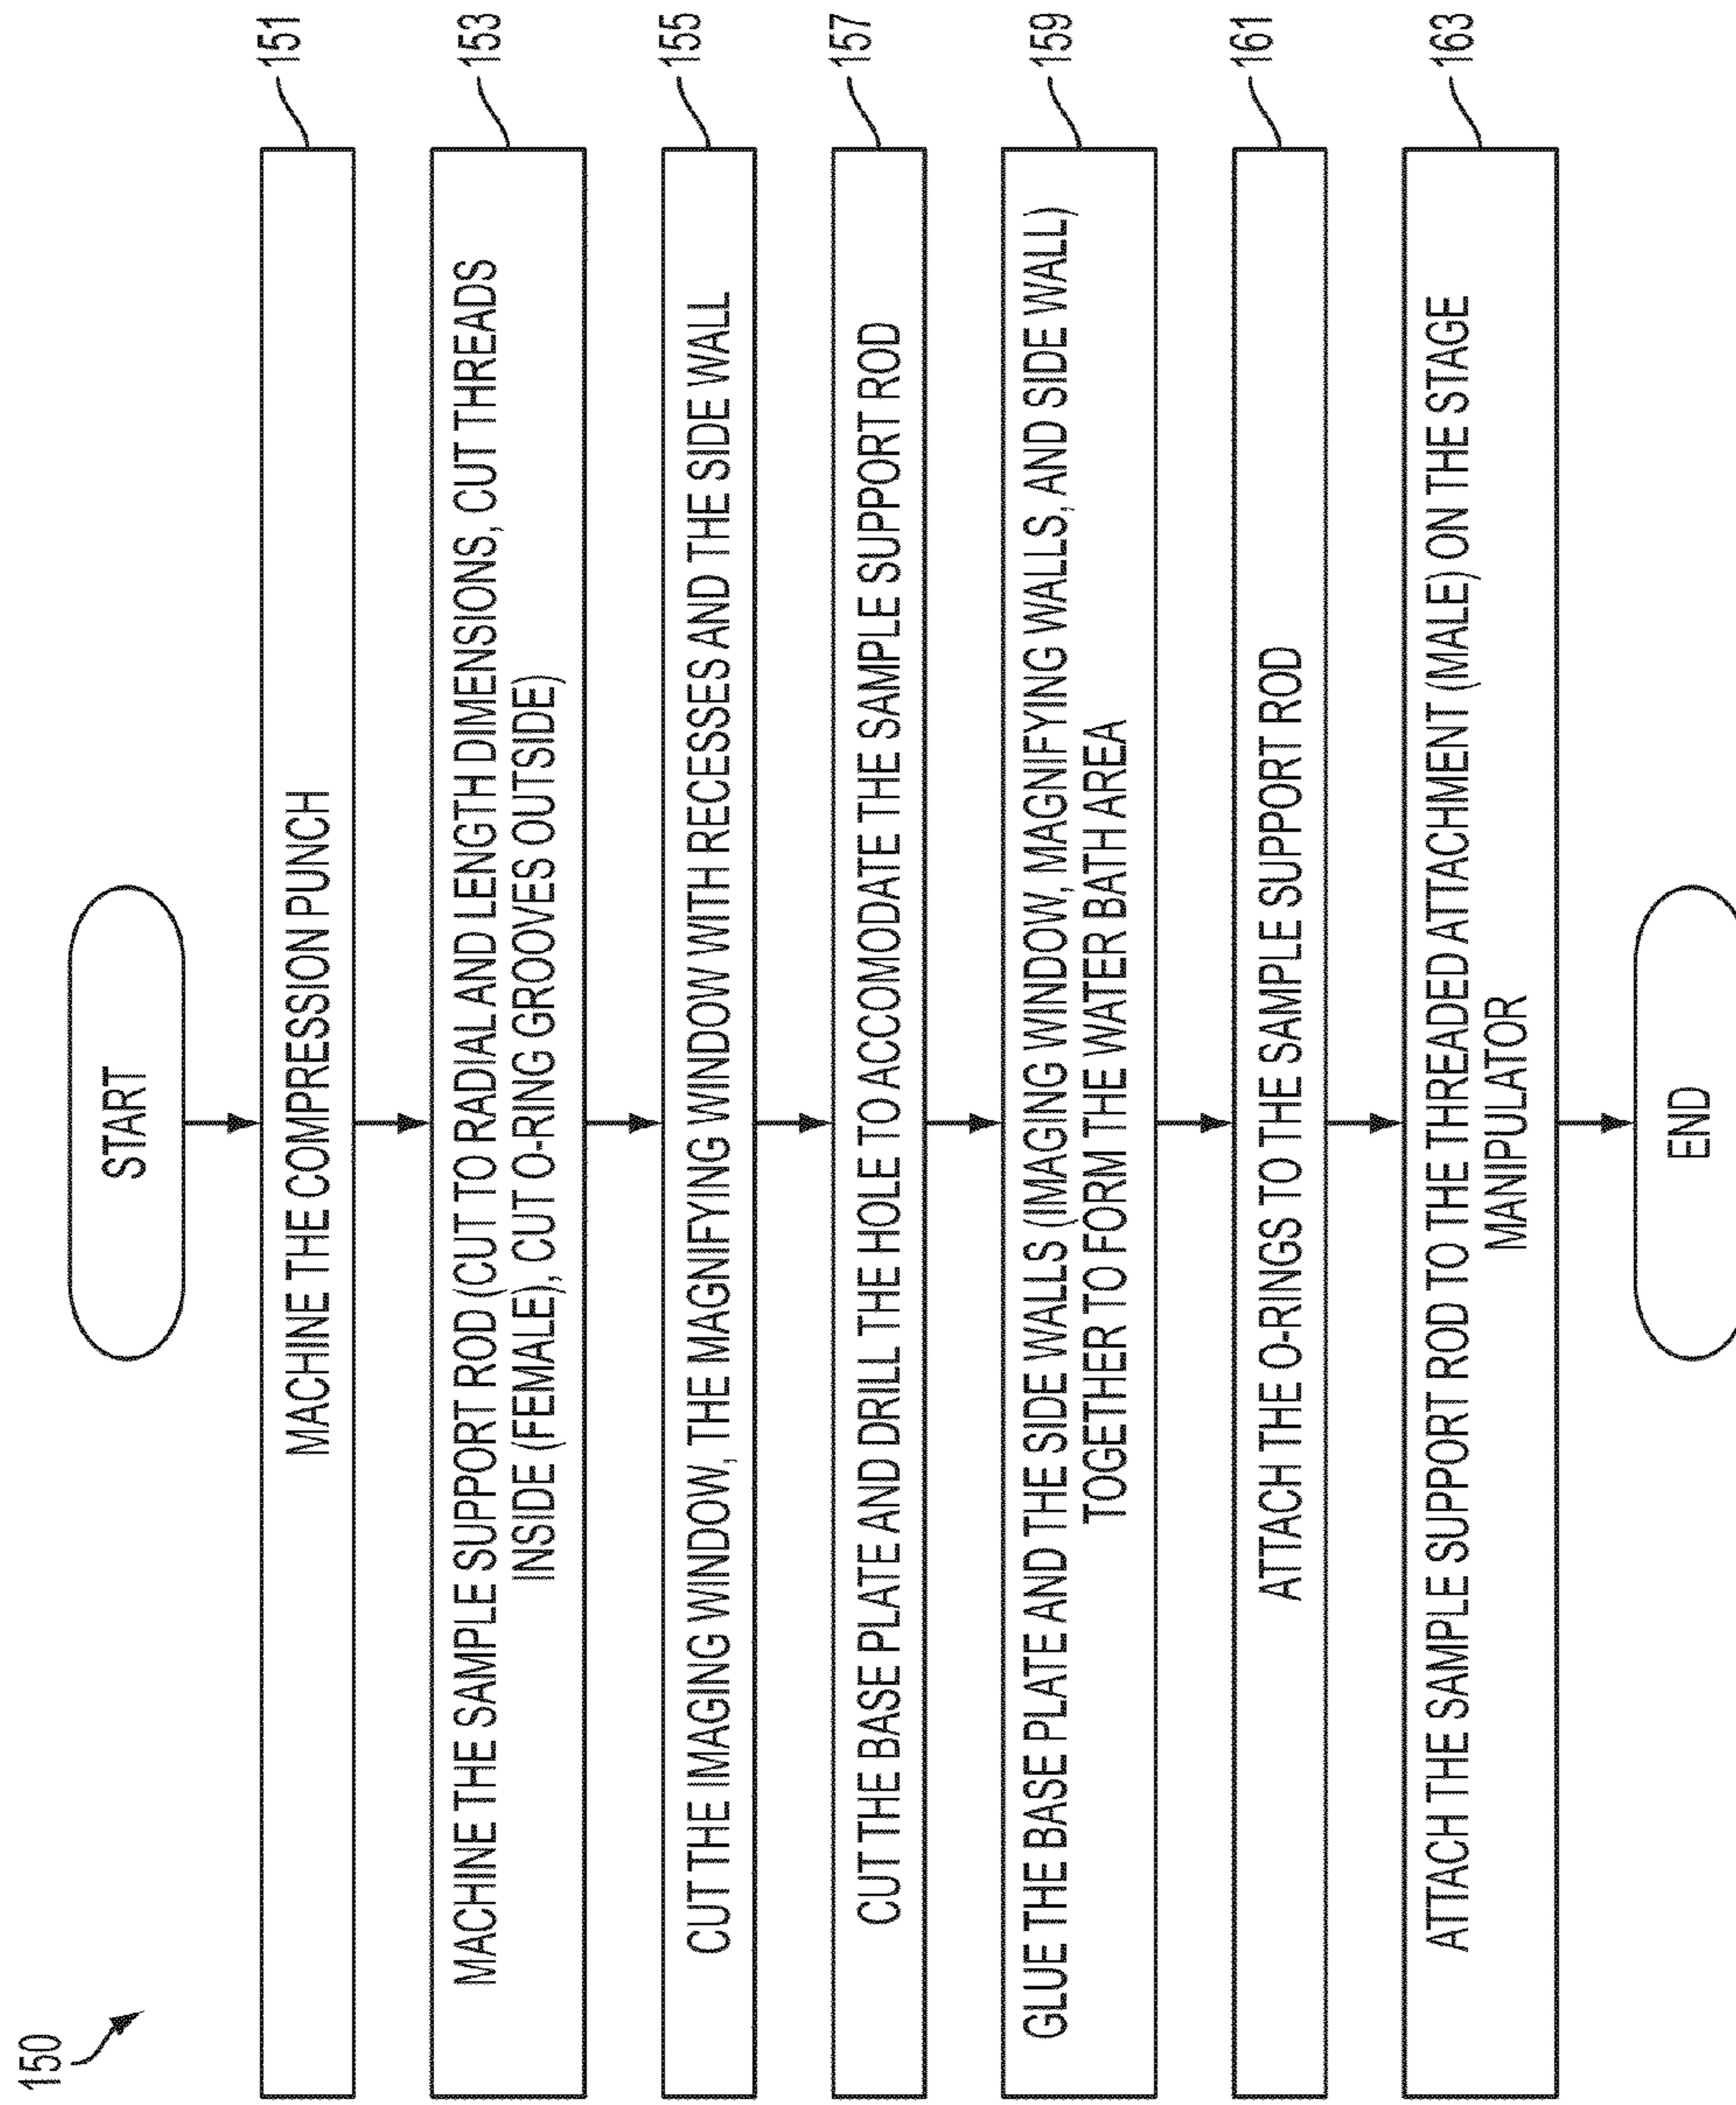 150
START
MACHINE THE COMPRESSION PUNCH
151
MACHINE THE SAMPLE SUPPORT ROD (CUT TO RADIAL AND LENGTH DIMENSIONS, CUT THREADS
INSIDE (FEMALE), CUT O-RING GROOVES OUTSIDE)
153
CUT THE IMAGING WINDOW, THE MAGNIFYING WINDOW WITH RECESSES AND THE SIDE WALL
155
CUT THE BASE PLATE AND DRILL THE HOLE TO ACCOMODATE THE SAMPLE SUPPORT ROD
157
GLUE THE BASE PLATE AND THE SIDE WALLS (IMAGING WINDOW, MAGNIFYING WALLS, AND SIDE WALL)
TOGETHER TO FORM THE WATER BATH AREA
159
ATTACH THE O-RINGS TO THE SAMPLE SUPPORT ROD
161
ATTACH THE SAMPLE SUPPORT ROD TO THE THREADED ATTACHMENT (MALE) ON THE STAGE
MANIPULATOR
163
END